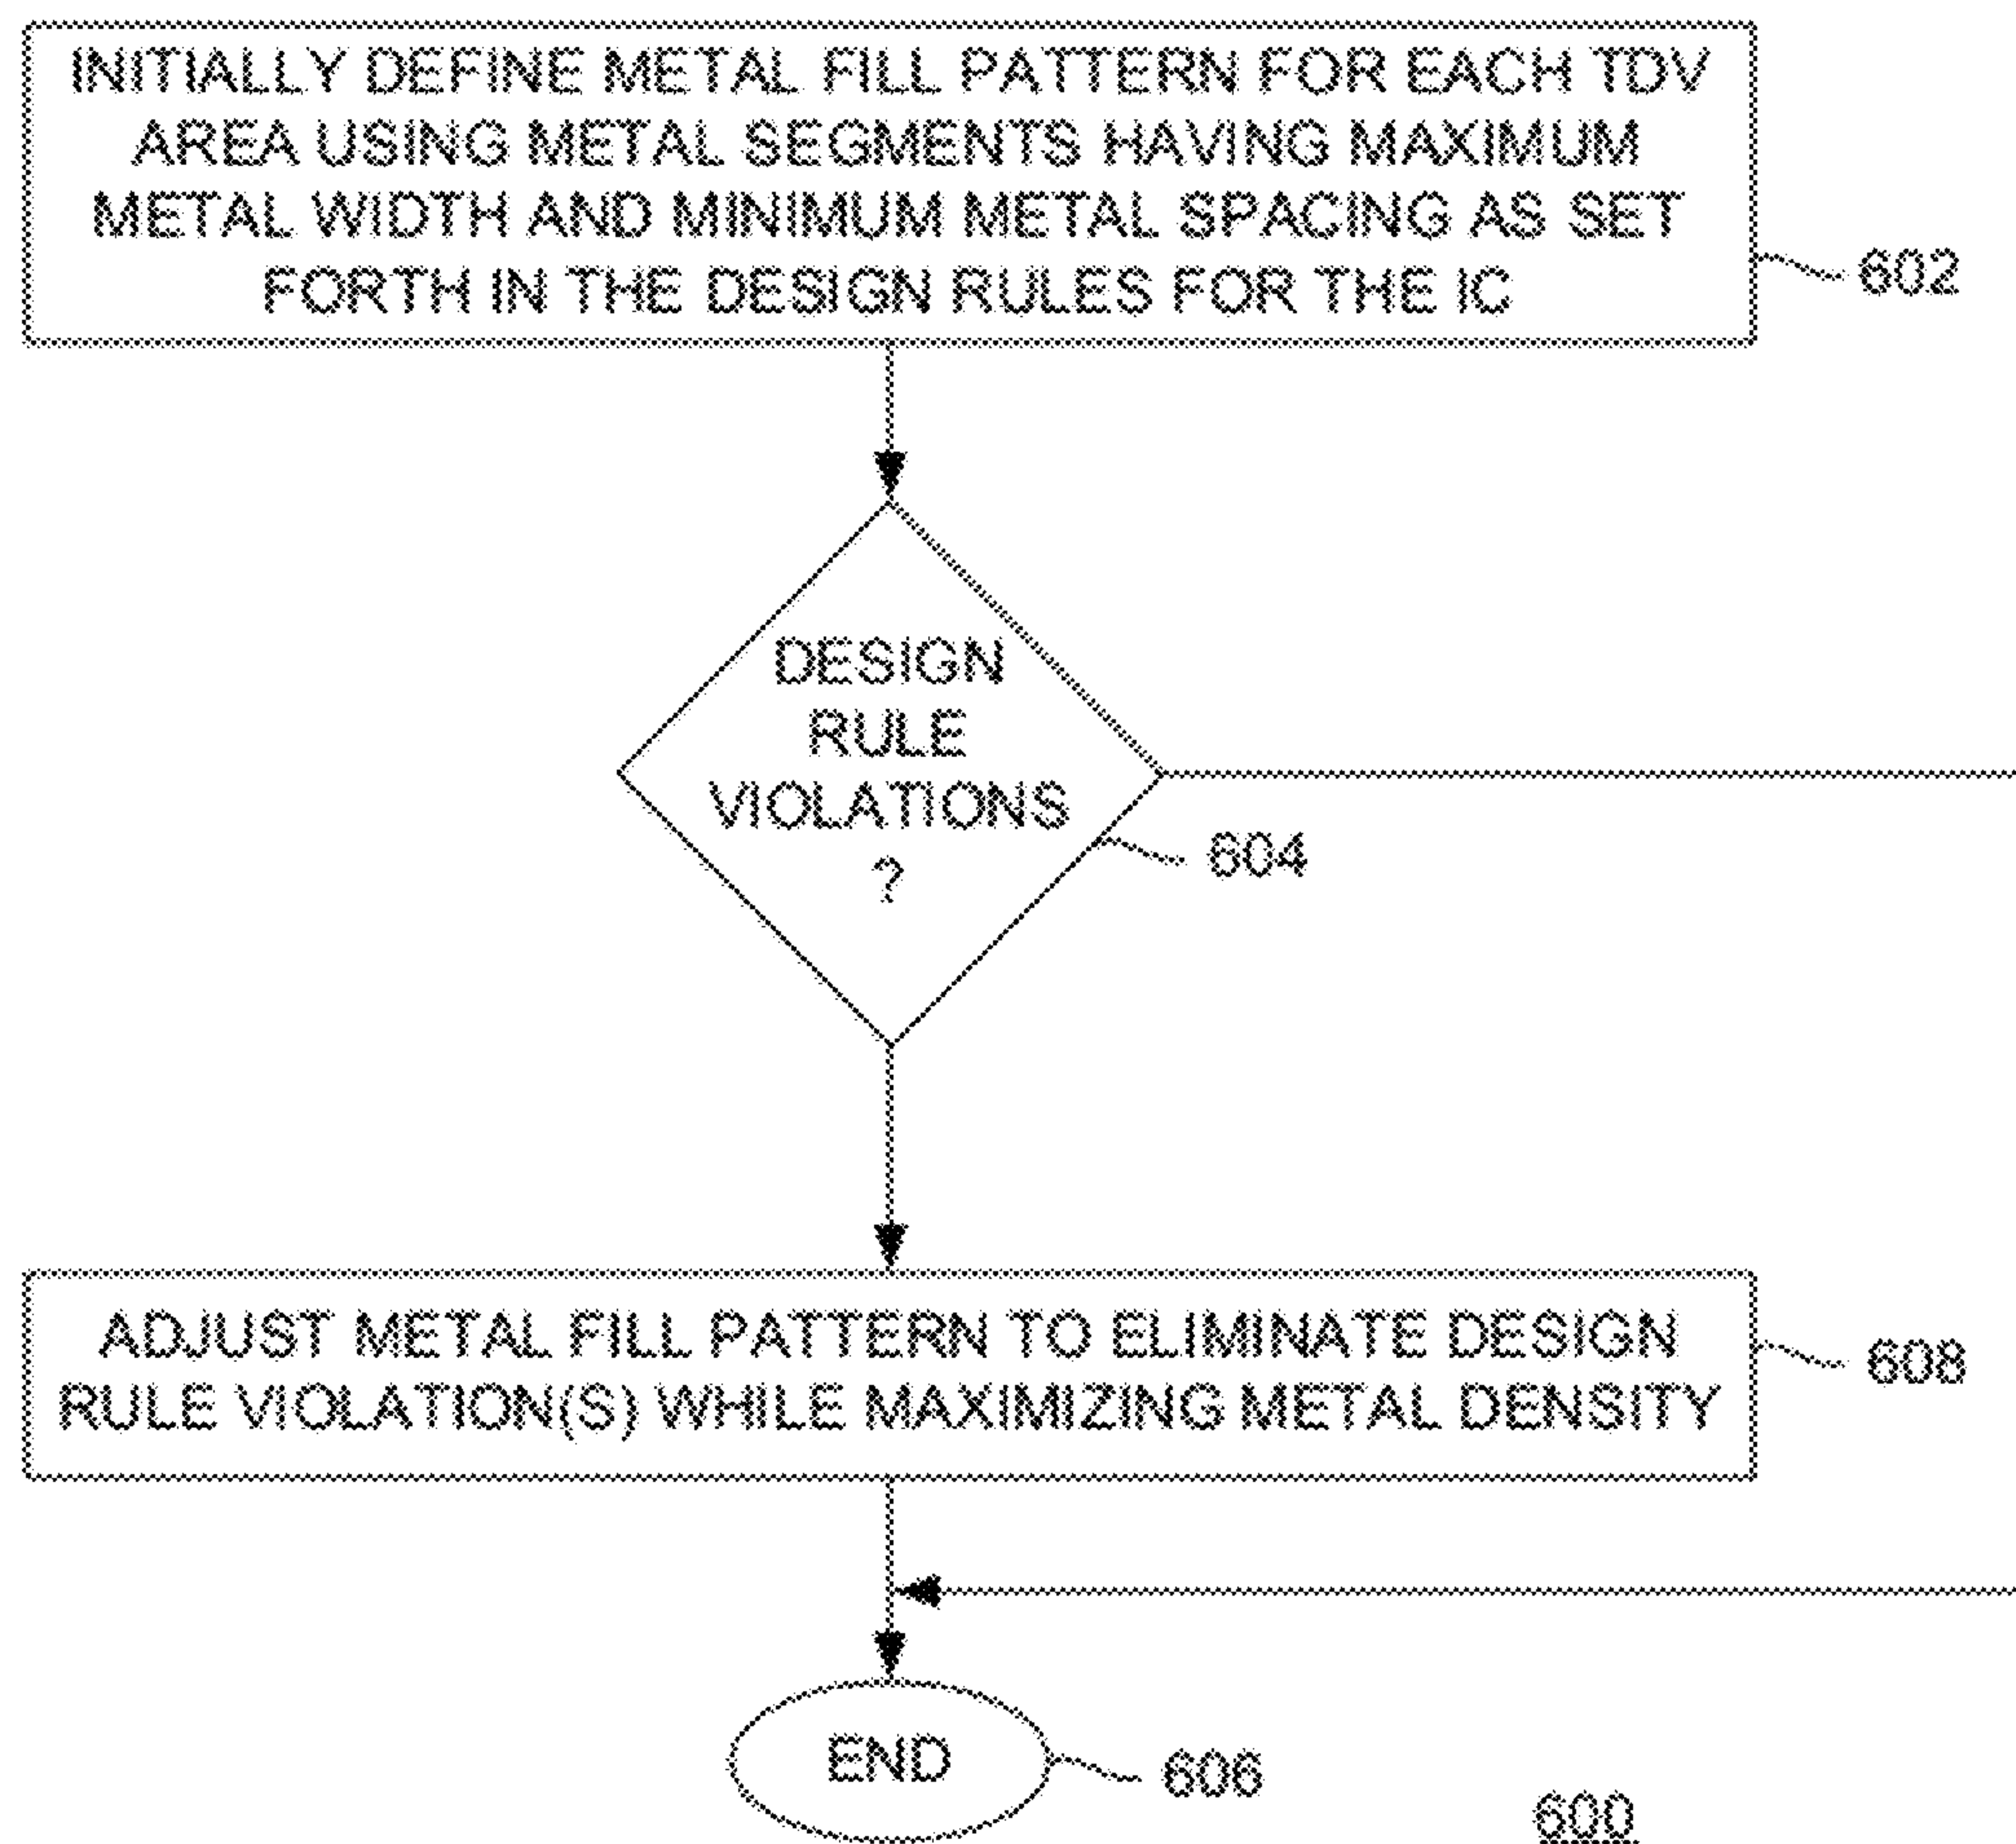 INITIALLY DEFINE METAL FILL PATTERN FOR EACH TDV
AREA USING METAL SEGMENTS HAVING MAXIMUM
METAL WIDTH AND MINIMUM METAL SPACING AS SET
FORTH IN THE DESIGN RULES FOR THE IC
602
DESIGN
RULE
VIOLATIONS
?
604
ADJUST METAL FILL PATTERN TO ELIMINATE DESIGN
RULE VIOLATION(S) WHILE MAXIMIZING METAL DENSITY
608
END
606
600